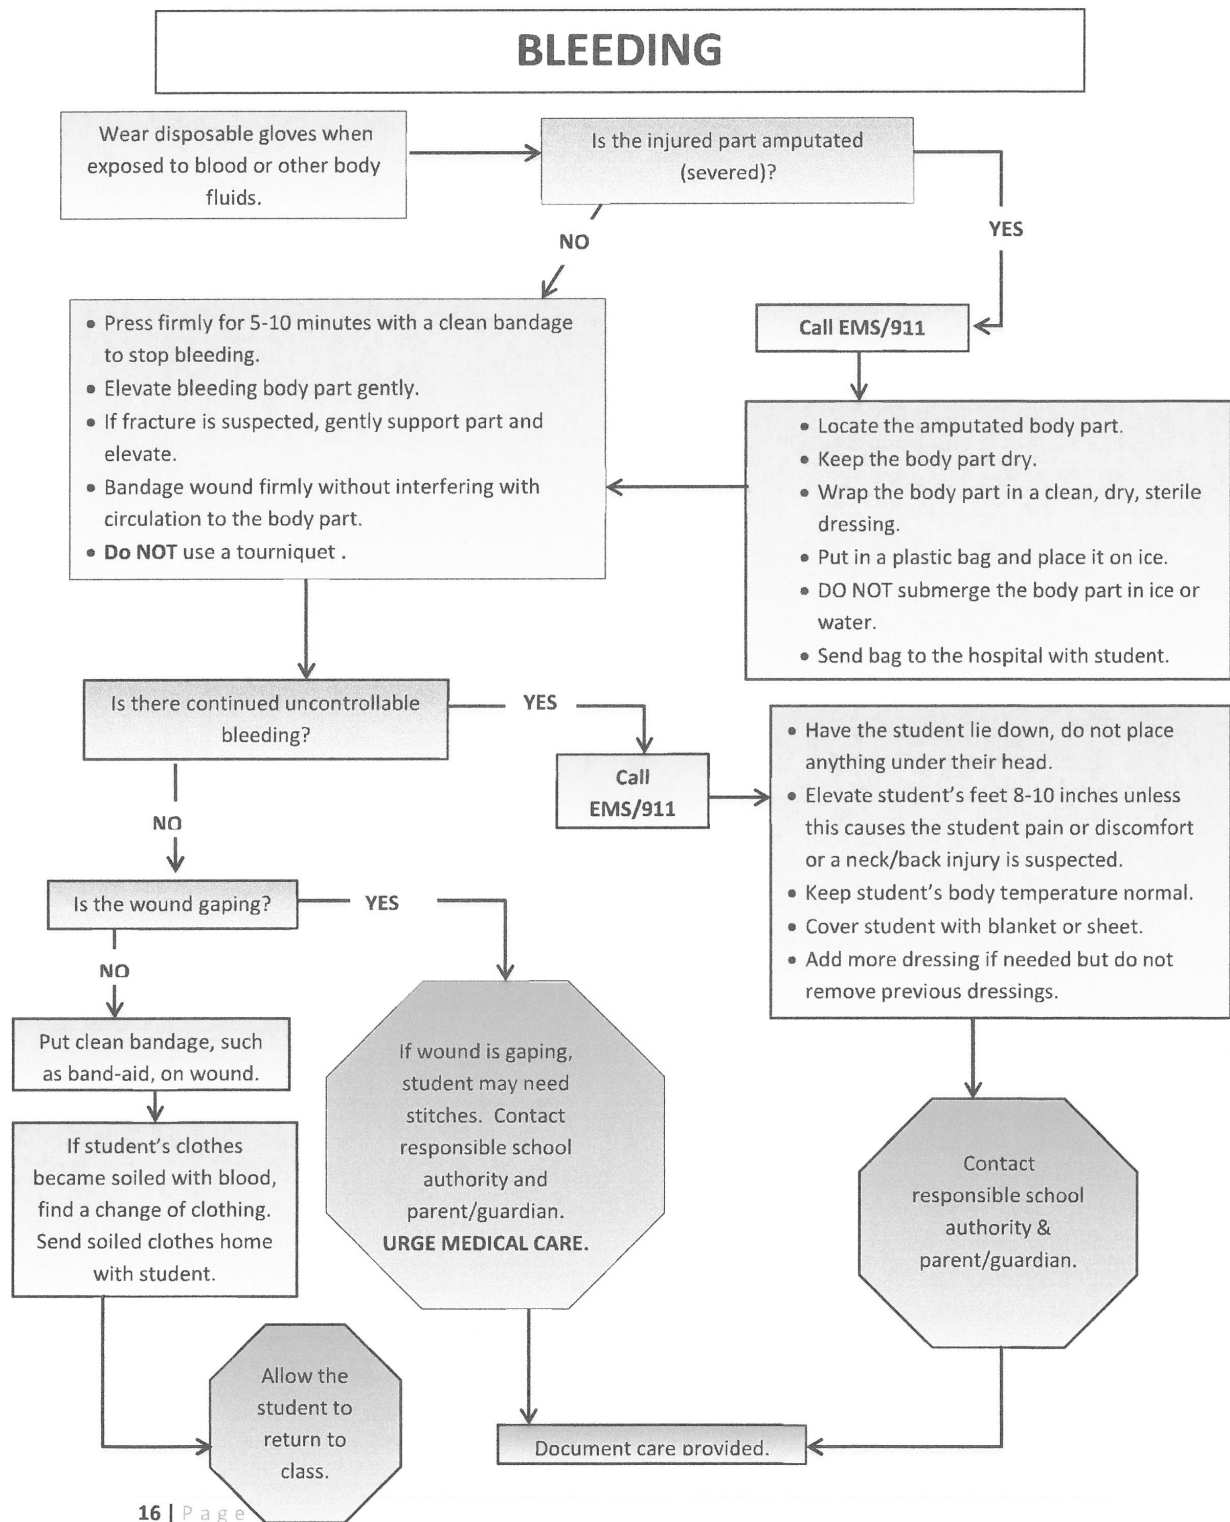 BLEEDING
Wear disposable gloves when
exposed to blood or other body
fluids.
Is the injured part amputated
(severed)?
NO
YES
• Press firmly for 5-10 minutes with a clean bandage
to stop bleeding.
• Elevate bleeding body part gently.
• If fracture is suspected, gently support part and
elevate.
• Bandage wound firmly without interfering with
circulation to the body part.
• Do NOT use a tourniquet .
Call EMS/911
• Locate the amputated body part.
• Keep the body part dry.
• Wrap the body part in a clean, dry, sterile
dressing.
• Put in a plastic bag and place it on ice.
• DO NOT submerge the body part in ice or
water.
• Send bag to the hospital with student.
Is there continued uncontrollable
bleeding?
YES
NO
Call
EMS/911
• Have the student lie down, do not place
anything under their head.
• Elevate student's feet 8-10 inches unless
this causes the student pain or discomfort
or a neck/back injury is suspected.
• Keep student's body temperature normal.
• Cover student with blanket or sheet.
• Add more dressing if needed but do not
remove previous dressings.
Is the wound gaping?
YES
NO
Put clean bandage, such
as band-aid, on wound.
If student's clothes
became soiled with blood,
find a change of clothing.
Send soiled clothes home
with student.
If wound is gaping,
student may need
stitches. Contact
responsible school
authority and
parent/guardian.
URGE MEDICAL CARE.
Contact
responsible school
authority &
parent/guardian.
Allow the
student to
return to
class.
Document care provided.
16 | Page